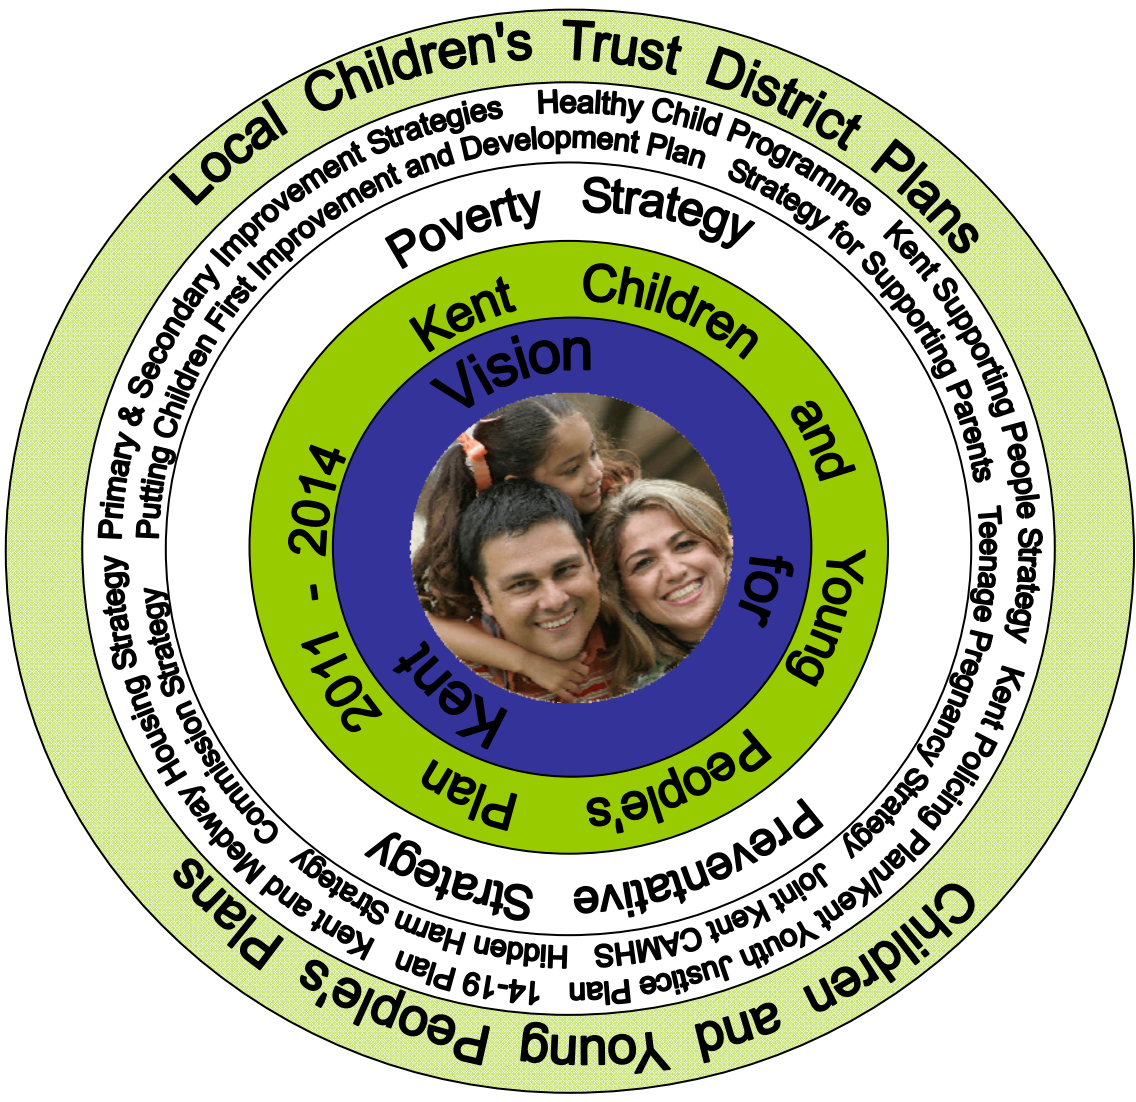 Local Children's Trust District Plans
Children and Young People's Plans
Primary & Secondary Improvement Strategies
Healthy Child Programme
Kent Supporting People Strategy
Kent Policing Plan/Kent Youth Justice Plan
14-19 Plan
Kent and Medway Housing Strategy
Putting Children First Improvement and Development Plan
Strategy for Supporting Parents
Teenage Pregnancy Strategy
Joint Kent CAMHS
Hidden Harm Strategy
Commission Strategy
Poverty Strategy
Preventative Strategy
Kent Children and Young People's Plan 2011 - 2014
Vision for Kent